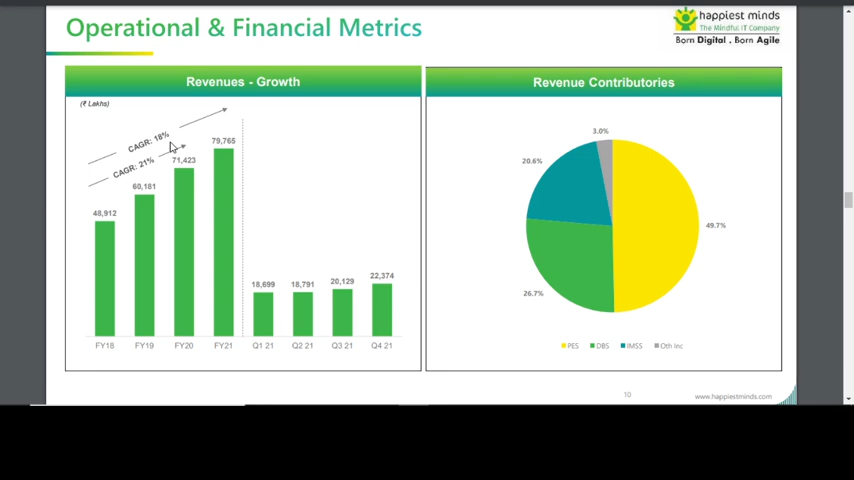 Operational & Financial Metrics
happiest minds
The Mindful IT Company
Born Digital . Born Agile
Revenues - Growth
(₹ Lakhs)
CAGR: 18%
CAGR: 21%
48,912
60,181
71,423
79,765
18,699
18,791
20,129
22,374
FY18
FY19
FY20
FY21
Q1 21
Q2 21
Q3 21
Q4 21
Revenue Contributories
3.0%
20.6%
49.7%
26.7%
PES
DBS
IMSS
Oth Inc
10
www.happiestminds.com